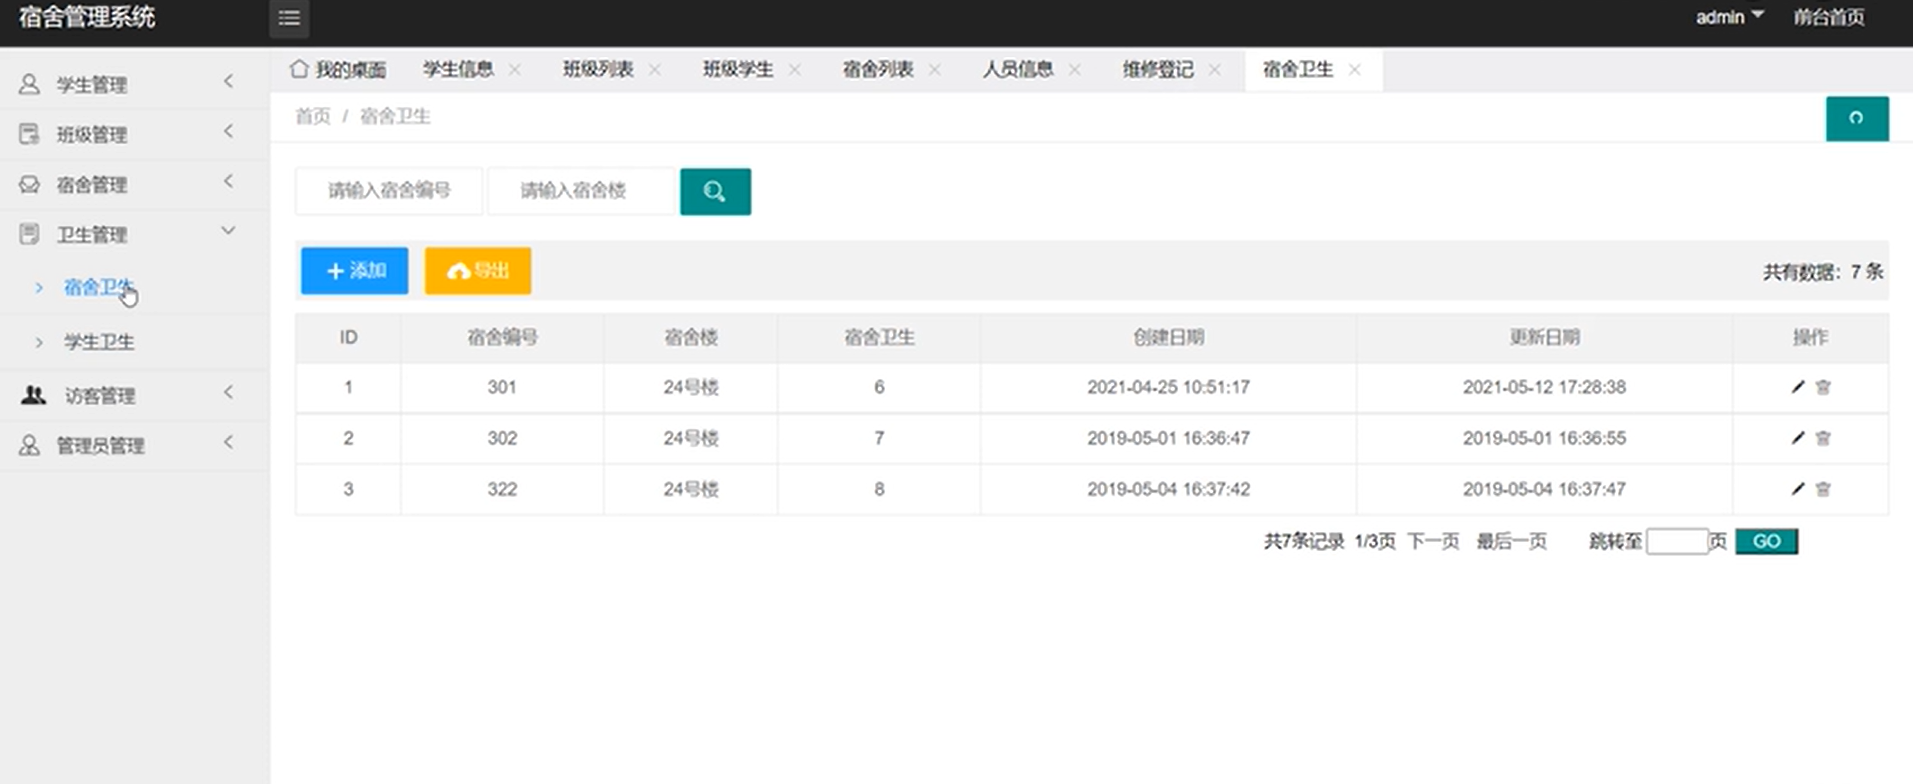 宿舍管理系统
admin 前台首页
学生管理
班级管理
宿舍管理
卫生管理
宿舍卫生
学生卫生
访客管理
管理员管理
我的桌面 学生信息 班级列表 班级学生 宿舍列表 人员信息 维修登记 宿舍卫生
首页 / 宿舍卫生
请输入宿舍编号 请输入宿舍楼
添加 导出 共有数据：7 条
ID 宿舍编号 宿舍楼 宿舍卫生 创建日期 更新日期 操作
1 301 24号楼 6 2021-04-25 10:51:17 2021-05-12 17:28:38
2 302 24号楼 7 2019-05-01 16:36:47 2019-05-01 16:36:55
3 322 24号楼 8 2019-05-04 16:37:42 2019-05-04 16:37:47
共7条记录 1/3页 下一页 最后一页 跳转至 页 GO